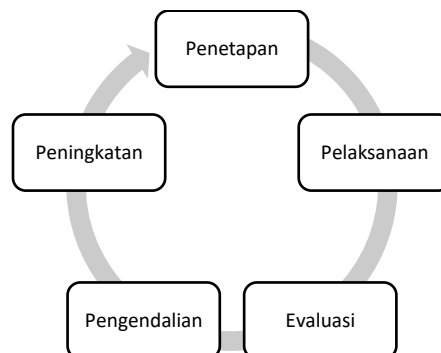 Penetapan
Pelaksanaan
Evaluasi
Pengendalian
Peningkatan